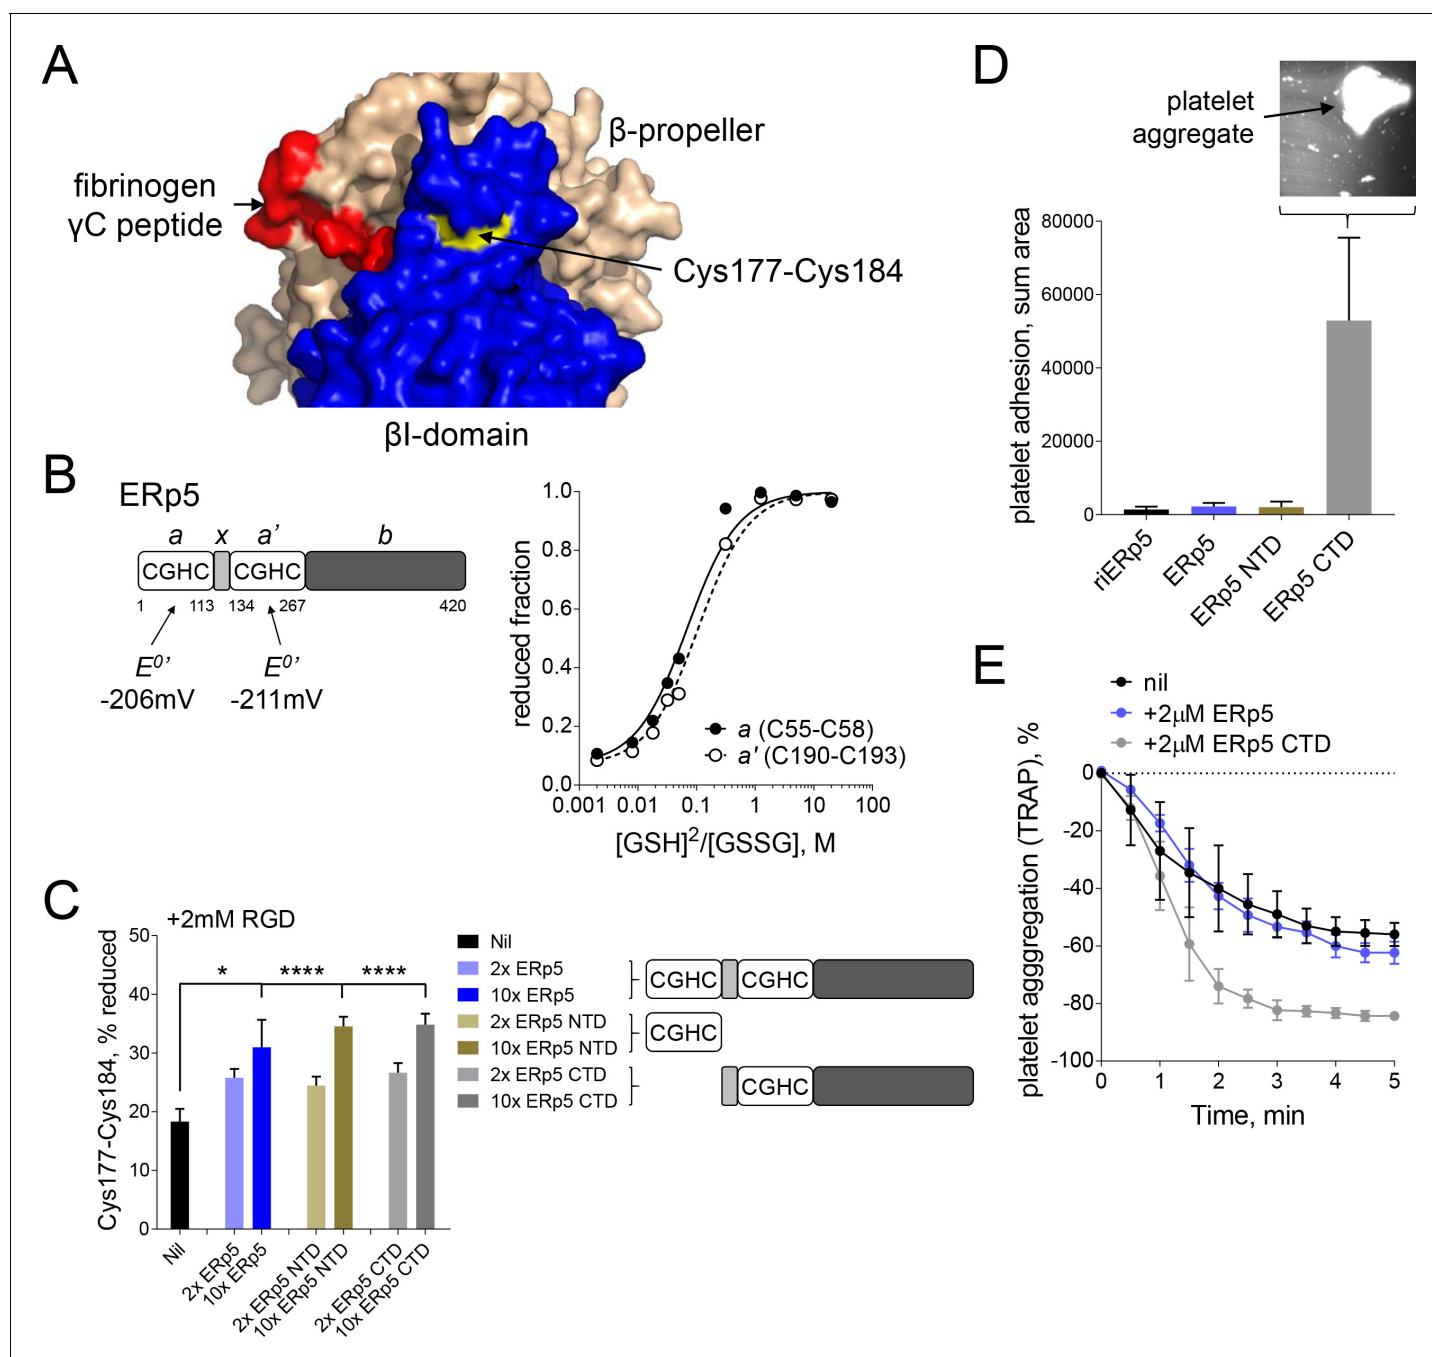 A
β-propeller
fibrinogen
γC peptide
Cys177-Cys184
βI-domain
B
ERp5
a x a’ b
CGHC CGHC
1 113 134 267 420
E0’ E0’
-206mV -211mV
reduced fraction
1.0
0.8
0.6
0.4
0.2
0.0
a (C55-C58)
a' (C190-C193)
0.001 0.01 0.1 1 10 100
[GSH]2/[GSSG], M
C
+2mM RGD
Cys177-Cys184, % reduced
50
40
30
20
10
0
* **** ****
Nil
2x ERp5
10x ERp5
2x ERp5 NTD
10x ERp5 NTD
2x ERp5 CTD
10x ERp5 CTD
Nil
2x ERp5
10x ERp5
2x ERp5 NTD
10x ERp5 NTD
2x ERp5 CTD
10x ERp5 CTD
CGHC CGHC
CGHC
CGHC
D
platelet
aggregate
platelet adhesion, sum area
80000
60000
40000
20000
0
riERp5
ERp5
ERp5 NTD
ERp5 CTD
E
nil
+2μM ERp5
+2μM ERp5 CTD
platelet agggregation (TRAP), %
0
-20
-40
-60
-80
-100
0 1 2 3 4 5
Time, min